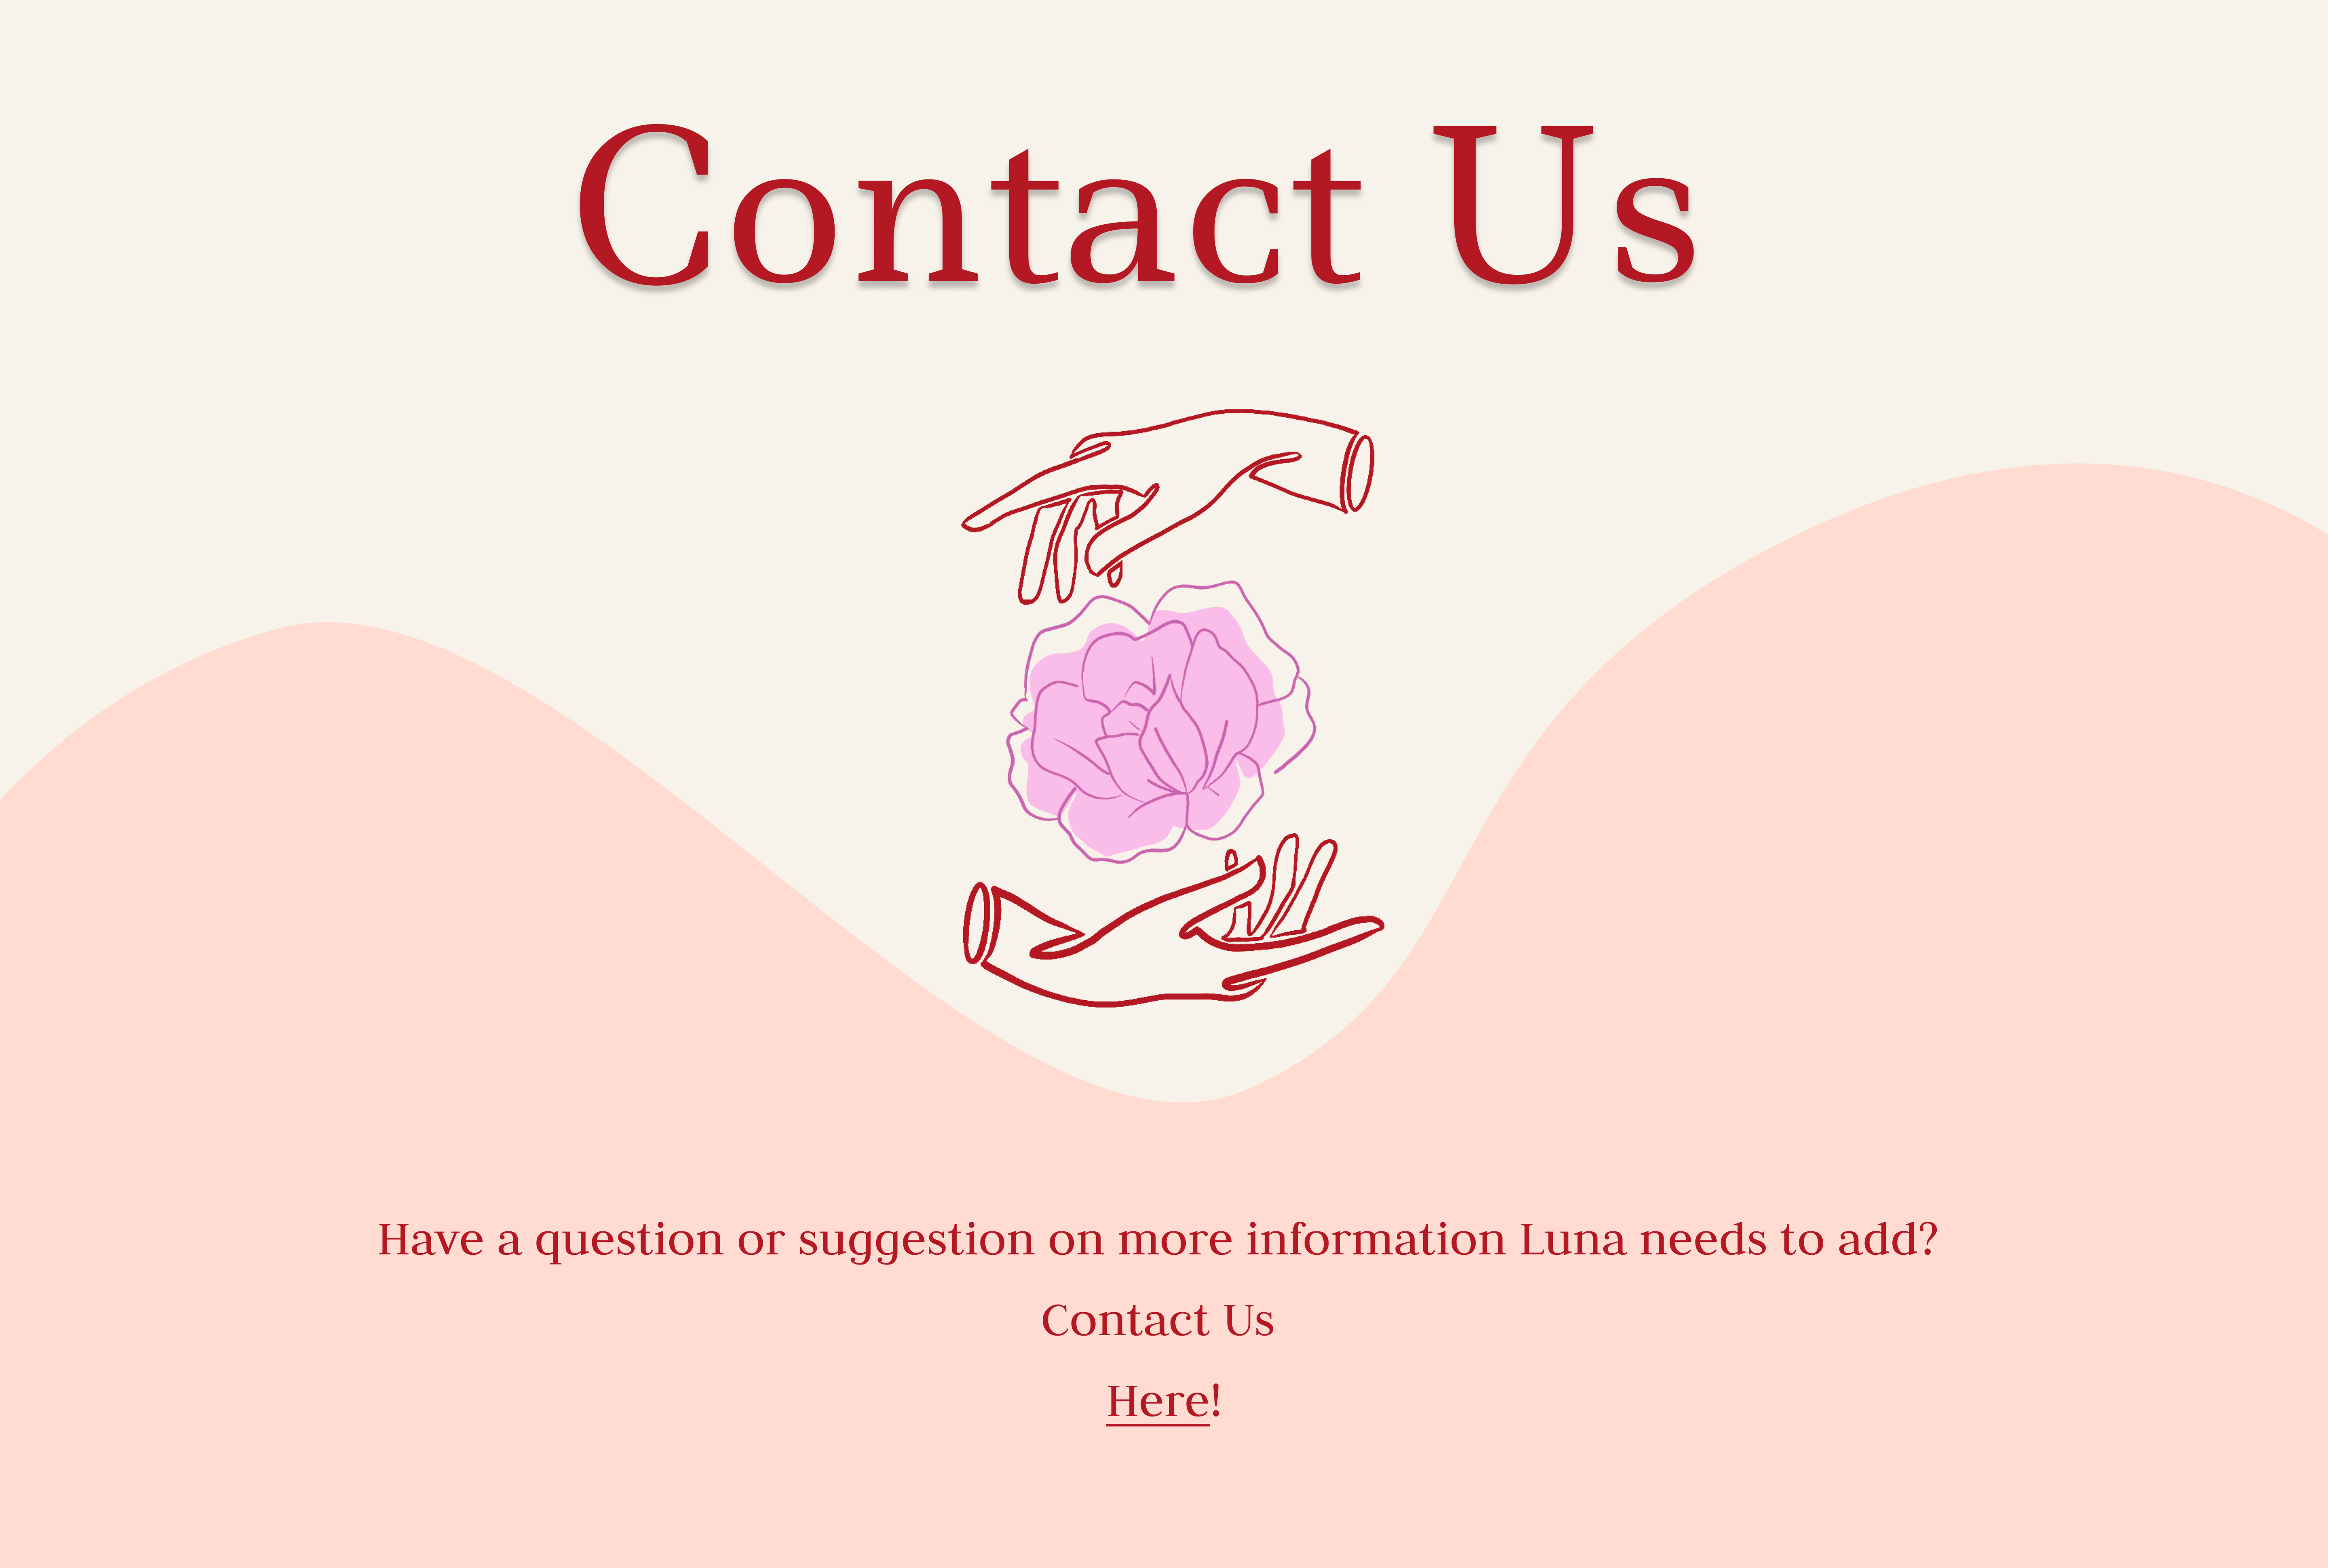 Contact Us
Have a question or suggestion on more information Luna needs to add?
Contact Us
Here!